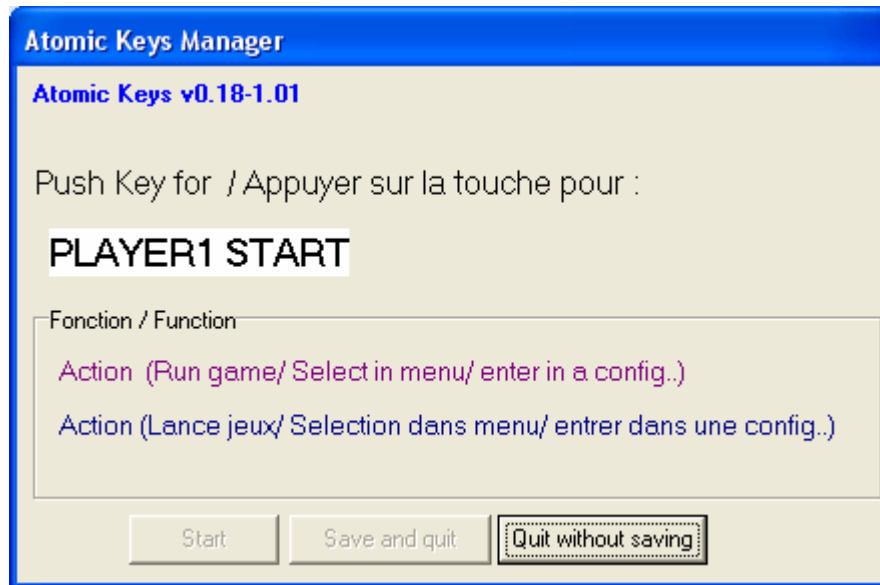 Atomic Keys Manager
Atomic Keys v0.18-1.01
Push Key for / Appuyer sur la touche pour :
PLAYER1 START
Fonction / Function
Action (Run game/ Select in menu/ enter in a config..)
Action (Lance jeux/ Selection dans menu/ entrer dans une config..)
Start Save and quit Quit without saving